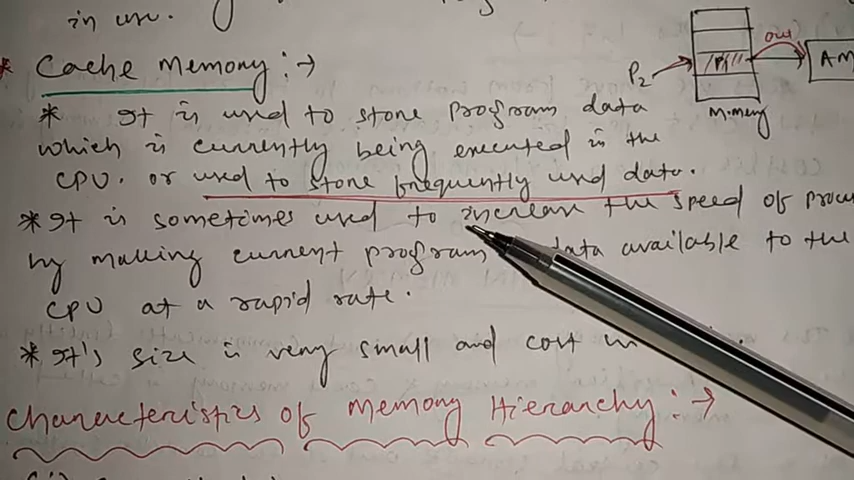 in use.
* Cache Memory :→
* It is used to store program data
which is currently being executed in the
CPU. or used to store frequently used data.
* It is sometimes used to increase the speed of
by making current program data available to the
CPU at a rapid rate.
* It's size is very small and cost
Characteristics of Memory Hierarchy :→
P2
P1
out
AM
M.memy